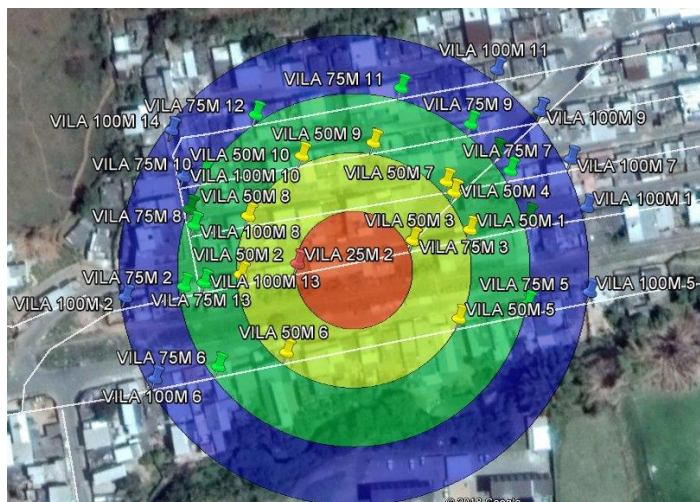 VILA 100M 11
VILA 75M 11
VILA 75M 12
VILA 75M 9
VILA 100M 14
VILA 100M 9
VILA 50M 9
VILA 50M 10
VILA 75M 7
VILA 75M 10
VILA 100M 7
VILA 100M 10
VILA 50M 7
VILA 50M 4
VILA 50M 8
VILA 100M 1
VILA 75M 8
VILA 50M 3
VILA 50M 1
VILA 100M 8
VILA 75M 3
VILA 50M 2
VILA 25M 2
VILA 75M 2
VILA 100M 13
VILA 75M 5
VILA 100M 5
VILA 100M 2
VILA 75M 13
VILA 50M 5
VILA 50M 6
VILA 75M 6
VILA 100M 6